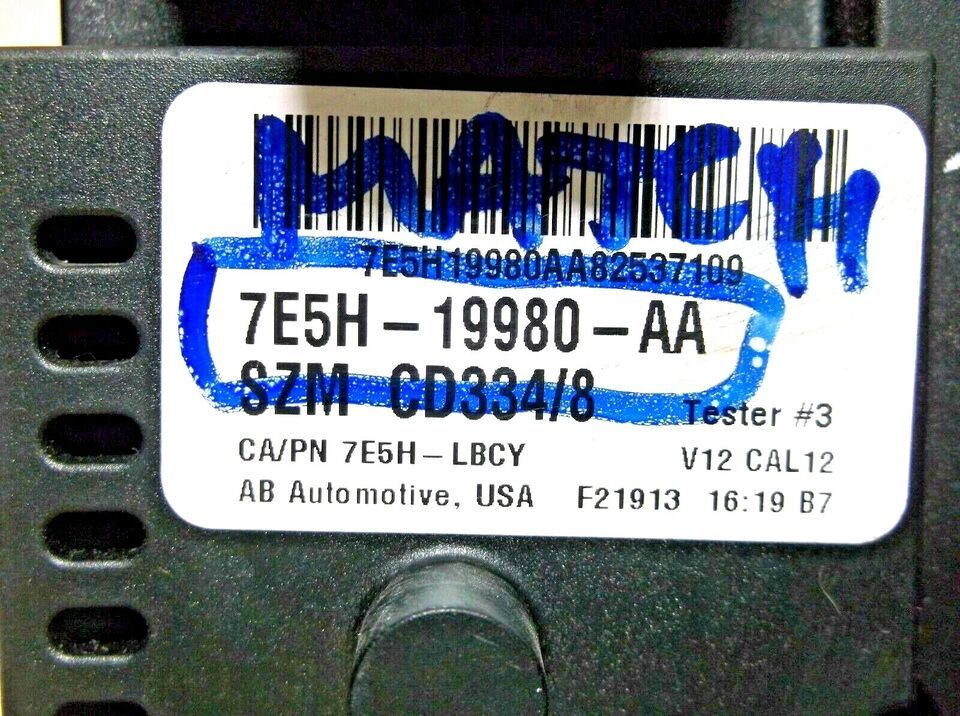 MATCH
7E5H19980AA82537109
7E5H-19980-AA
SZM CD334/8
Tester #3
CA/PN 7E5H-LBCY
V12 CAL12
AB Automotive, USA F21913 16:19 B7